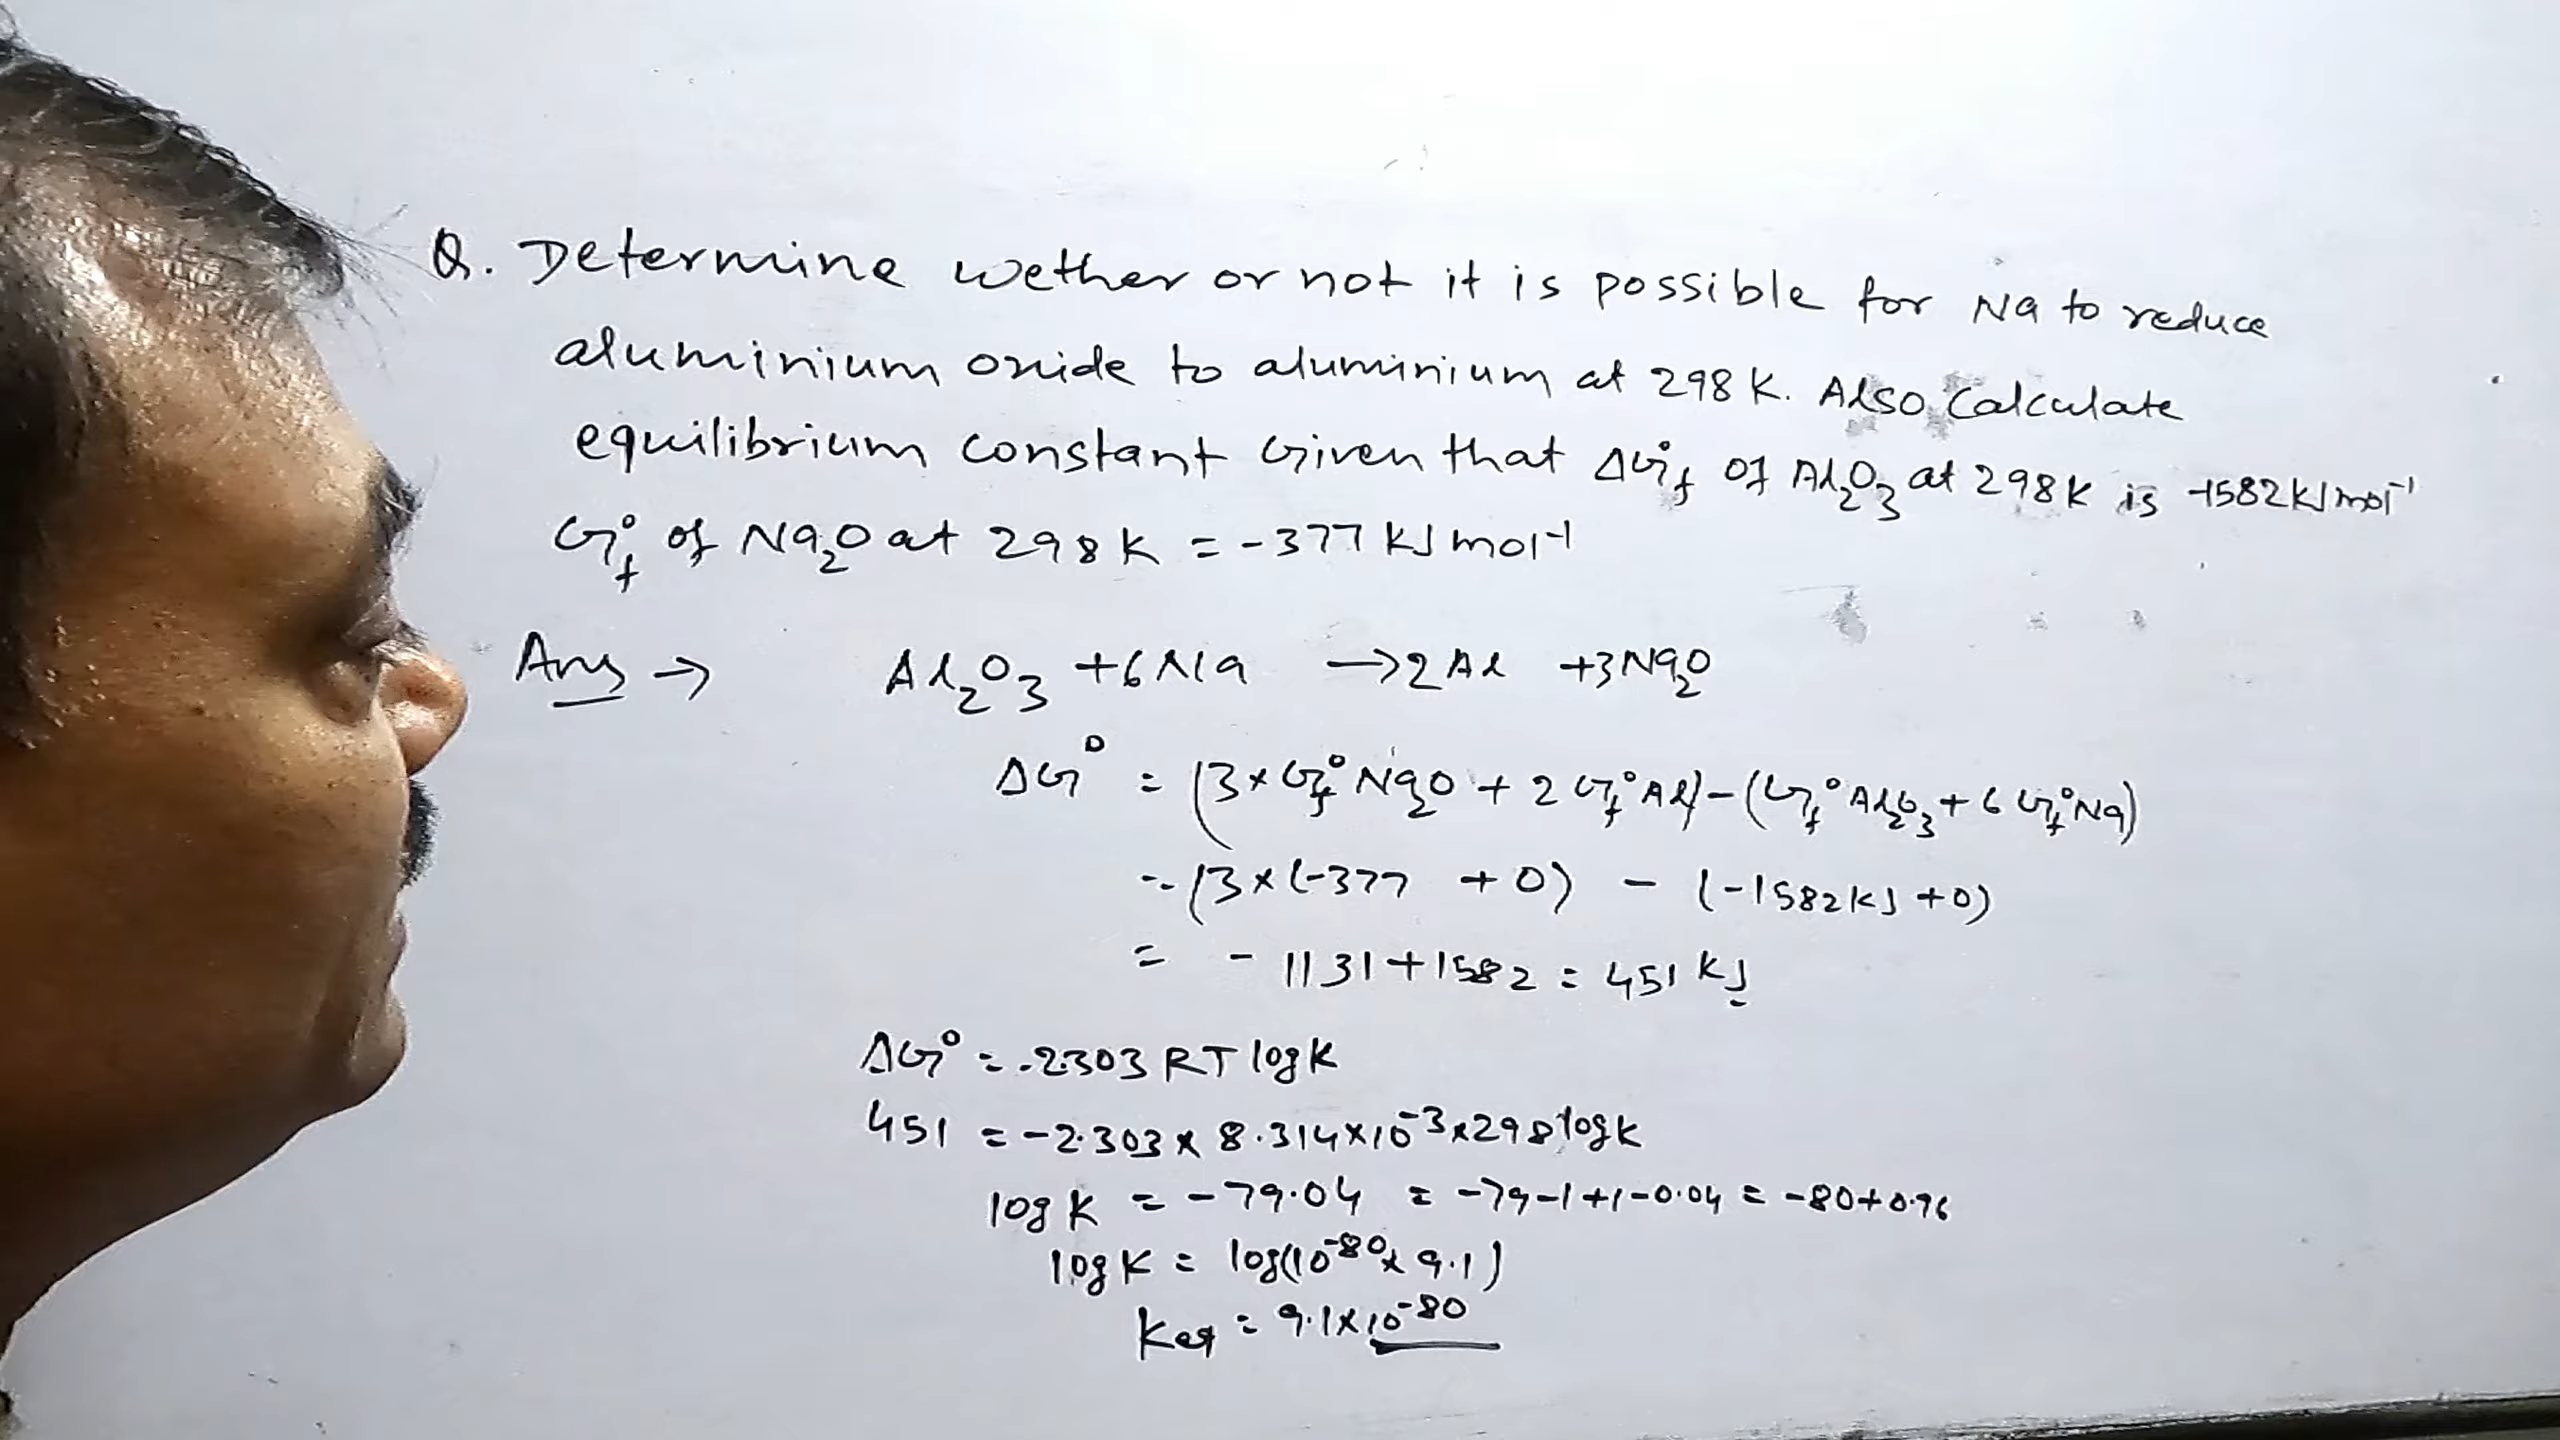 Q. Determine wether or not it is possible for Na to reduce
aluminium oxide to aluminium at 298 K. Also Calculate
equilibrium constant Given that ΔG°f of Al₂O₃ at 298 K is -1582 kJ mol⁻¹
G°f of Na₂O at 298 K = -377 kJ mol⁻¹
Ans → Al₂O₃ + 6Na → 2Al + 3Na₂O
ΔG° = (3 × G°f Na₂O + 2 G°f Al) - (G°f Al₂O₃ + 6 G°f Na)
= (3 × (-377 + 0) - (-1582 kJ + 0)
= - 1131 + 1582 = 451 kJ
ΔG° = -2.303 RT log K
451 = -2.303 × 8.314 × 10⁻³ × 298 log K
log K = -79.04 = -79-1+1-0.04 = -80+0.96
log K = log(10⁻⁸⁰ × 9.1)
Keq = 9.1 × 10⁻⁸⁰